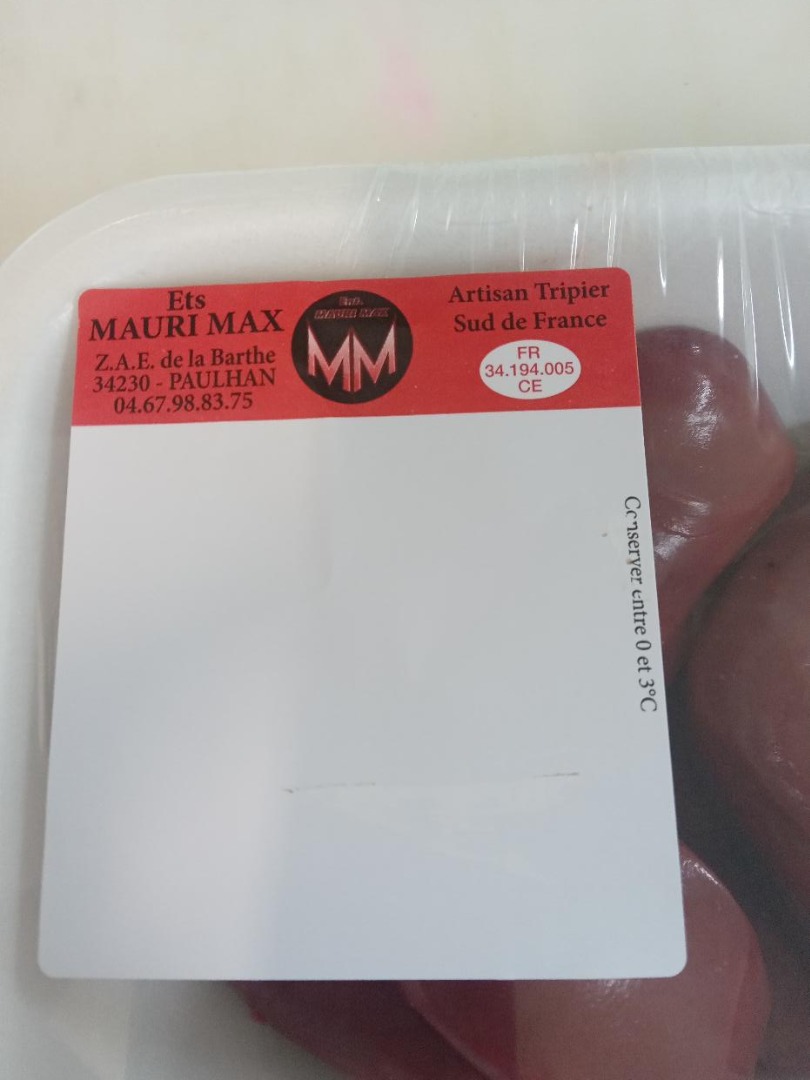 Ets
MAURI MAX
Z.A.E. de la Barthe
34230 - PAULHAN
04.67.98.83.75
Ets.
MAURI MAX
MM
Artisan Tripier
Sud de France
FR
34.194.005
CE
Conserver entre 0 et 3°C